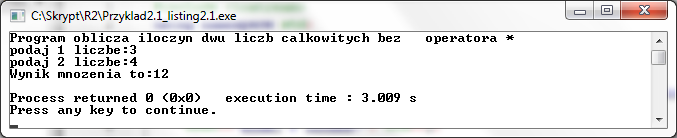 C:\Skrypt\R2\Przyklad2.1_listing2.1.exe
Program oblicza iloczyn dwu liczb calkowitych bez   operatora *
podaj 1 liczbe:3
podaj 2 liczbe:4
Wynik mnozenia to:12

Process returned 0 (0x0)   execution time : 3.009 s
Press any key to continue.